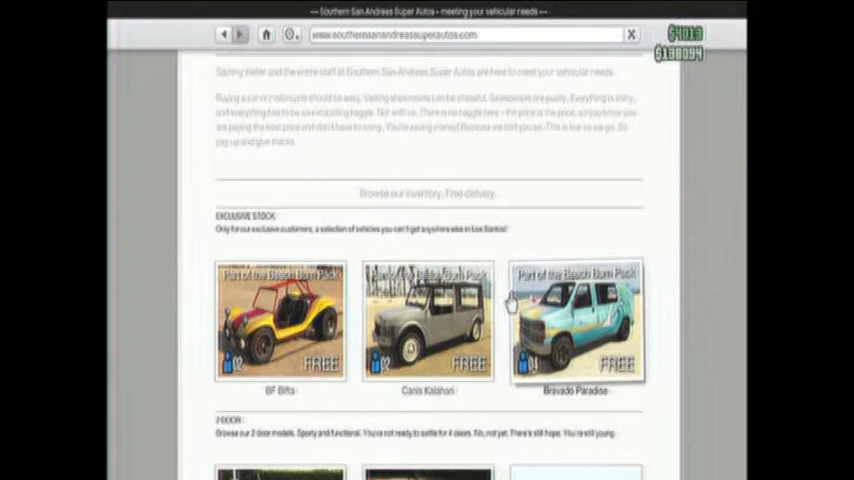 --- Southern San Andreas Super Autos - meeting your vehicular needs ---
www.southernsanandreassuperautos.com
X
$4013
$138094
Sammy Keller and the entire staff at Southern San Andreas Super Autos are here to meet your vehicular needs.
Buying a car or motorcycle should be easy. Visiting showrooms can be stressful. Salespeople are pushy. Everything is shiny,
and everything has to be an exhausting haggle. Not with us. There is no haggle here - the price is the price, so you know you
are paying the best price and don't have to worry. You're saving money! Because we told you so. This is low as we go. So
pay up and give thanks.
Browse our inventory. Free delivery.
EXCLUSIVE STOCK
Only for our exclusive customers, a selection of vehicles you can't get anywhere else in Los Santos!
Part of the Beach Bum Pack
02
FREE
BF Bifta
Part of the Beach Bum Pack
02
FREE
Canis Kalahari
Part of the Beach Bum Pack
01
FREE
Bravado Paradise
2 DOOR
Browse our 2 door models. Sporty and functional. You're not ready to settle for 4 doors. No, not yet. There's still hope. You're still young.